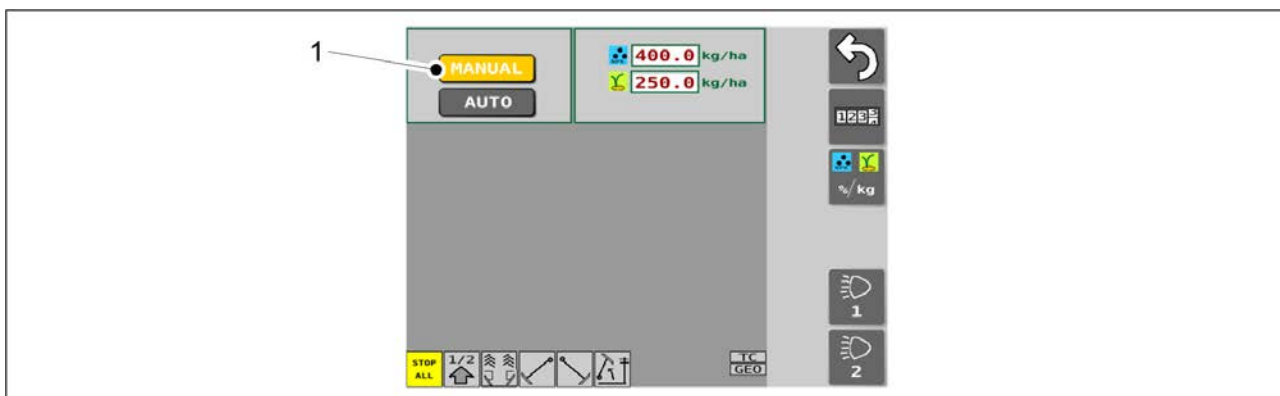 1
MANUAL
AUTO
400.0 kg/ha
250.0 kg/ha
%/kg
1
2
STOP
ALL
1/2
TC
GEO